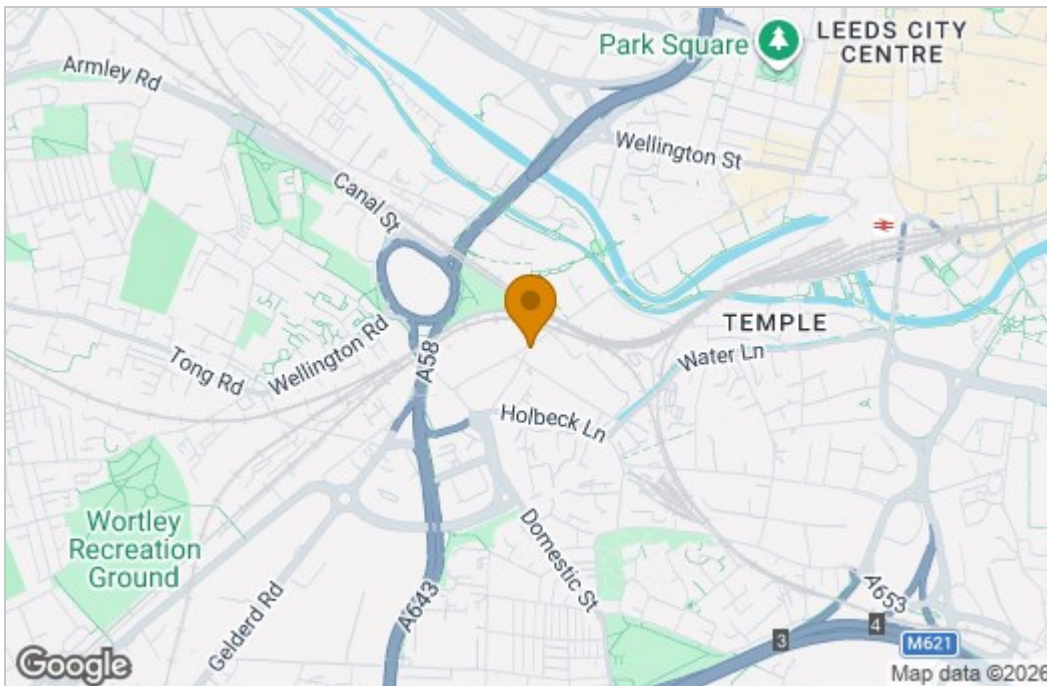 Armley Rd
Park Square
LEEDS CITY
CENTRE
Wellington St
Canal St
TEMPLE
Wellington Rd
Tong Rd
A58
Water Ln
Holbeck Ln
Wortley
Recreation
Ground
Domestic St
Gelderd Rd
A643
A653
3
4
M621
Google
Map data ©2026